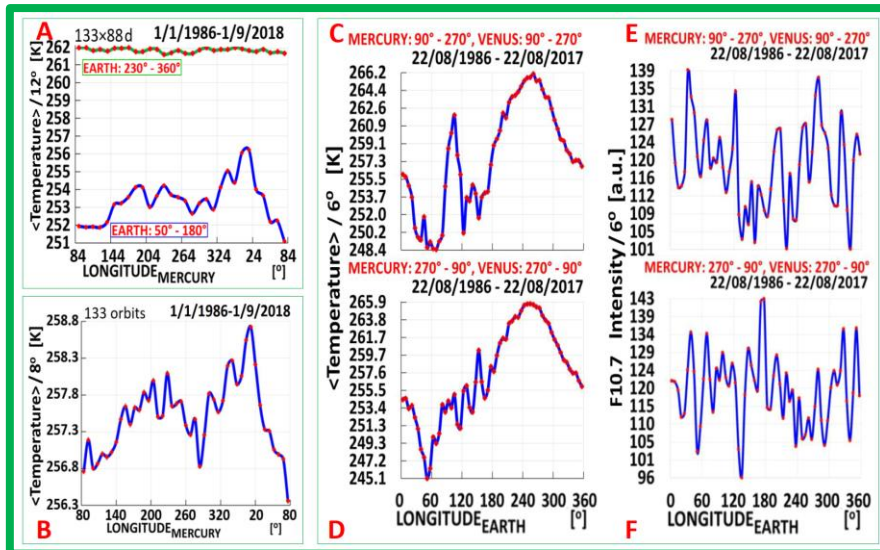 A
133×88d
1/1/1986-1/9/2018
262
261
260
259
257
256
255
254
253
252
251
<Temperature> / 12° [K]
EARTH: 230° - 360°
EARTH: 50° - 180°
84 144 204 264 324 24 84
LONGITUDE MERCURY [°]
B
133 orbits
1/1/1986-1/9/2018
258.8
258.3
257.8
257.3
256.8
256.3
<Temperature> / 8° [K]
80 140 200 260 320 20 80
LONGITUDE MERCURY [°]
C
MERCURY: 90° - 270°, VENUS: 90° - 270°
22/08/1986 - 22/08/2017
266.2
264.6
262.6
260.9
259.1
257.3
255.3
253.7
252.0
250.0
248.4
<Temperature> / 6° [K]
MERCURY: 270° - 90°, VENUS: 270° - 90°
22/08/1986 - 22/08/2017
265.9
263.8
261.7
259.7
257.6
255.5
253.4
251.3
249.3
247.2
245.1
0 60 120 180 240 300 360
D
LONGITUDE EARTH [°]
E
MERCURY: 90° - 270°, VENUS: 90° - 270°
22/08/1986 - 22/08/2017
139
135
131
128
124
120
116
112
109
105
101
F10.7 Intensity / 6° [a.u.]
MERCURY: 270° - 90°, VENUS: 270° - 90°
22/08/1986 - 22/08/2017
143
138
134
129
124
120
115
110
105
101
96
0 60 120 180 240 300 360
F
LONGITUDE EARTH [°]